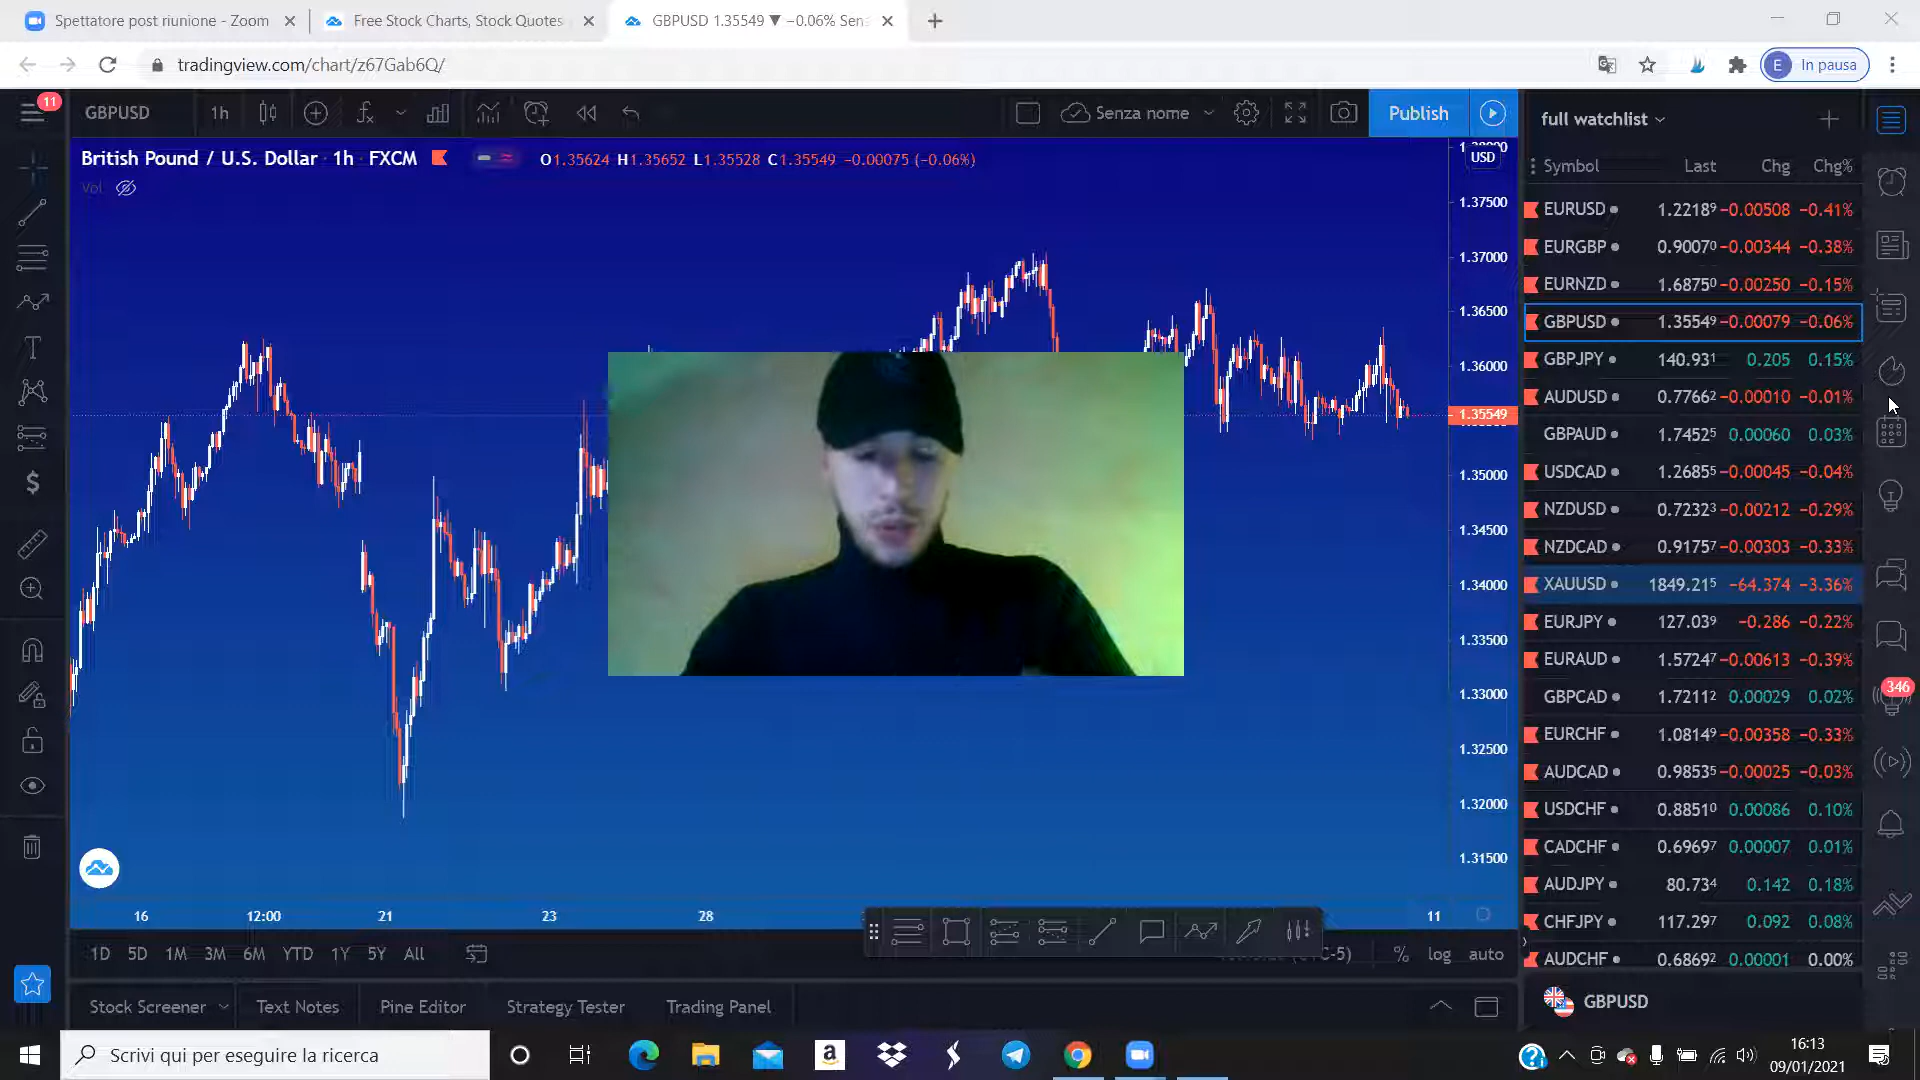 Spettatore post riunione - Zoom
Free Stock Charts, Stock Quotes
GBPUSD 1.35549 ▼ −0.06% Sen
tradingview.com/chart/z67Gab6Q/
E In pausa
11
GBPUSD 1h
Senza nome
Publish
full watchlist
British Pound / U.S. Dollar · 1h · FXCM
O1.35624 H1.35652 L1.35528 C1.35549 −0.00075 (−0.06%)
Vol
USD
1.37500
1.37000
1.36500
1.36000
1.35549
1.35000
1.34500
1.34000
1.33500
1.33000
1.32500
1.32000
1.31500
Symbol Last Chg Chg%
EURUSD 1.22189 −0.00508 −0.41%
EURGBP 0.90070 −0.00344 −0.38%
EURNZD 1.68750 −0.00250 −0.15%
GBPUSD 1.35549 −0.00079 −0.06%
GBPJPY 140.931 0.205 0.15%
AUDUSD 0.77662 −0.00010 −0.01%
GBPAUD 1.74525 0.00060 0.03%
USDCAD 1.26855 −0.00045 −0.04%
NZDUSD 0.72323 −0.00212 −0.29%
NZDCAD 0.91757 −0.00303 −0.33%
XAUUSD 1849.215 −64.374 −3.36%
EURJPY 127.039 −0.286 −0.22%
EURAUD 1.57247 −0.00613 −0.39%
GBPCAD 1.72112 0.00029 0.02%
EURCHF 1.08149 −0.00358 −0.33%
AUDCAD 0.98535 −0.00025 −0.03%
USDCHF 0.88510 0.00086 0.10%
CADCHF 0.69697 0.00007 0.01%
AUDJPY 80.734 0.142 0.18%
CHFJPY 117.297 0.092 0.08%
AUDCHF 0.68692 0.00001 0.00%
346
16 12:00 21 23 28 11
1D 5D 1M 3M 6M YTD 1Y 5Y All
% log auto
Stock Screener Text Notes Pine Editor Strategy Tester Trading Panel
GBPUSD
Scrivi qui per eseguire la ricerca
16:13
09/01/2021